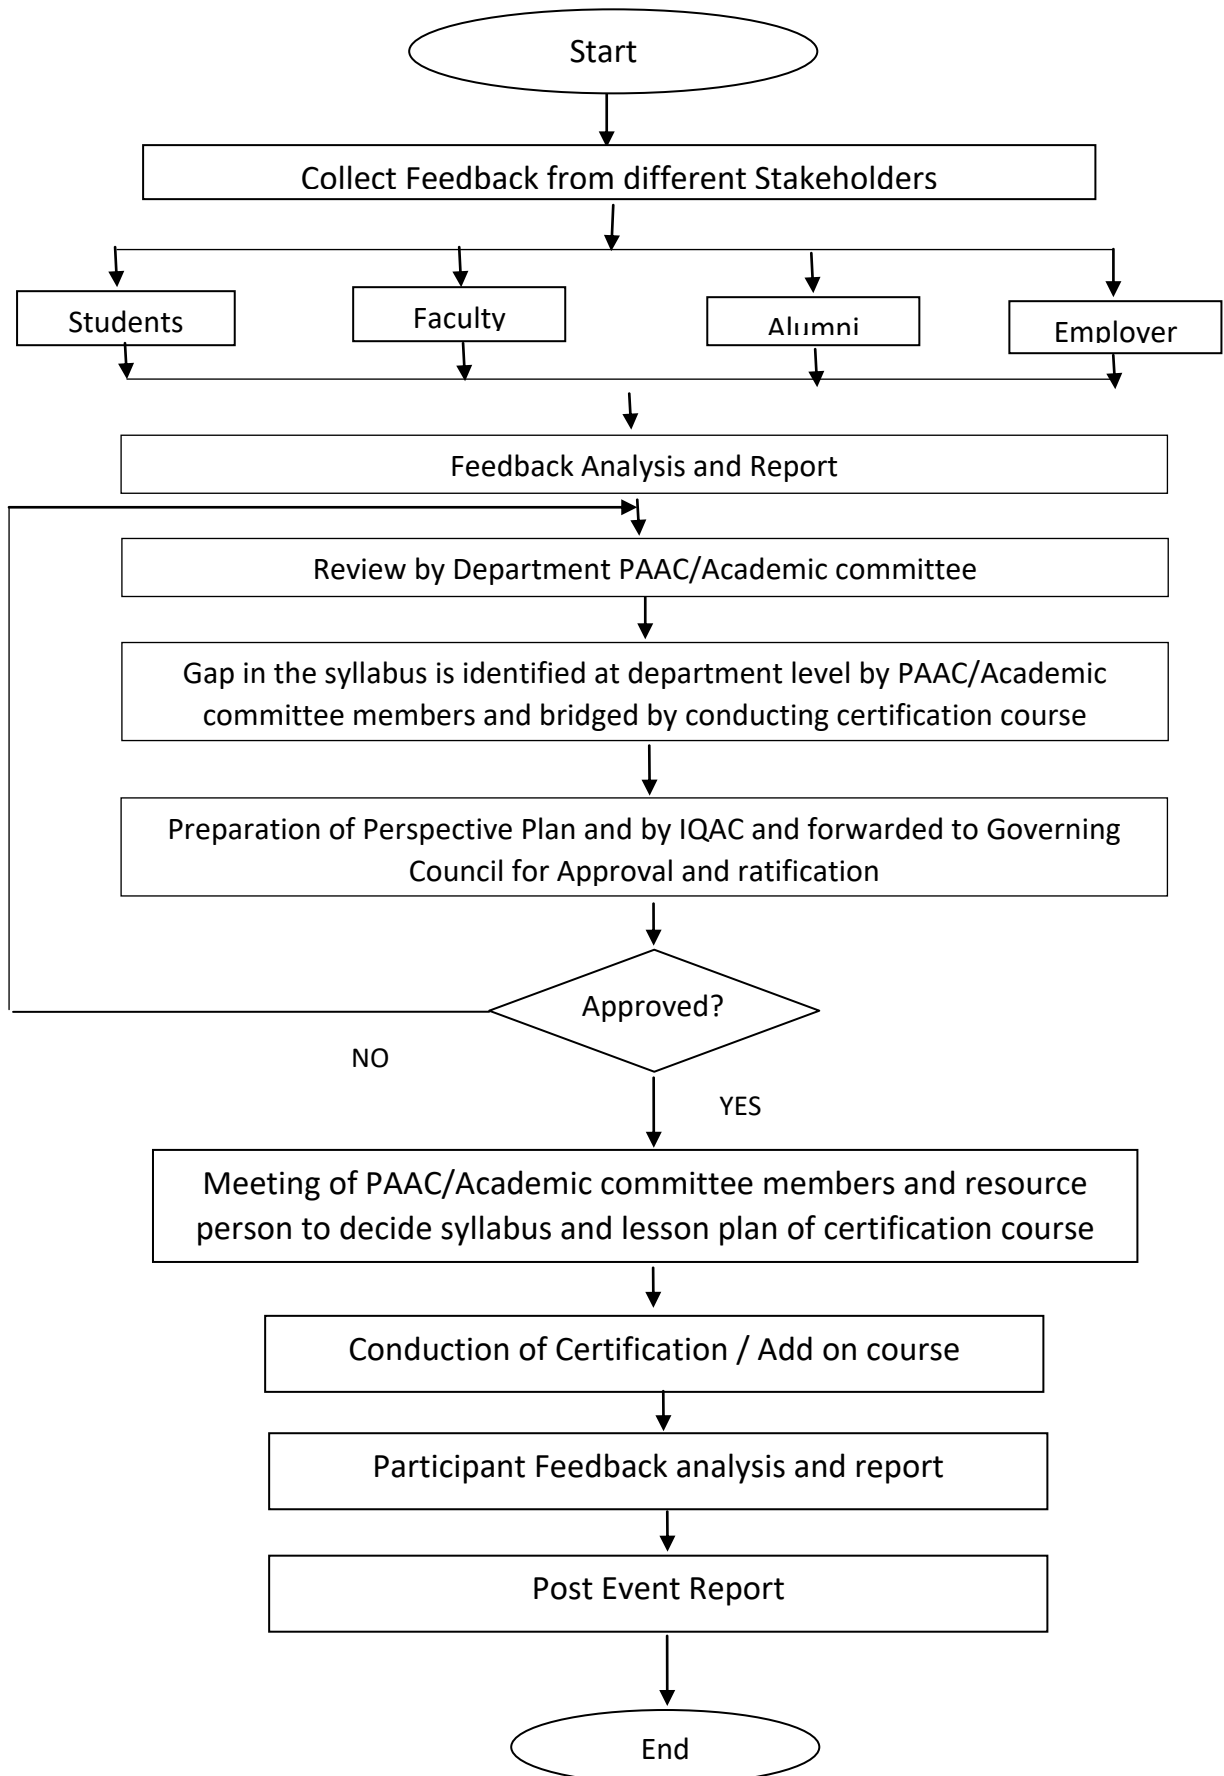 Start
Collect Feedback from different Stakeholders
Students
Faculty
Alumni
Employer
Feedback Analysis and Report
Review by Department PAAC/Academic committee
Gap in the syllabus is identified at department level by PAAC/Academic
committee members and bridged by conducting certification course
Preparation of Perspective Plan and by IQAC and forwarded to Governing
Council for Approval and ratification
Approved?
NO
YES
Meeting of PAAC/Academic committee members and resource
person to decide syllabus and lesson plan of certification course
Conduction of Certification / Add on course
Participant Feedback analysis and report
Post Event Report
End